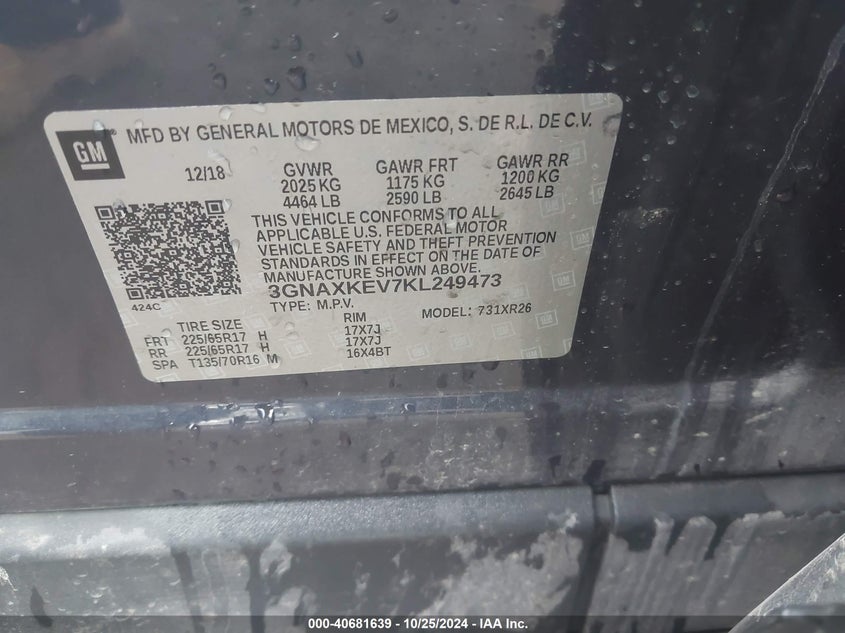 GM
MFD BY GENERAL MOTORS DE MEXICO, S. DE R.L. DE C.V.
12/18 GVWR GAWR FRT GAWR RR
2025 KG 1175 KG 1200 KG
4464 LB 2590 LB 2645 LB
THIS VEHICLE CONFORMS TO ALL
APPLICABLE U.S. FEDERAL MOTOR
VEHICLE SAFETY AND THEFT PREVENTION
STANDARDS IN EFFECT ON THE DATE OF
MANUFACTURE SHOWN ABOVE.
424C
3GNAXKEV7KL249473
TYPE: M.P.V. MODEL: 731XR26
TIRE SIZE RIM
FRT 225/65R17 H 17X7J
RR 225/65R17 H 17X7J
SPA T135/70R16 M 16X4BT
000-40681639 - 10/25/2024 - IAA Inc.